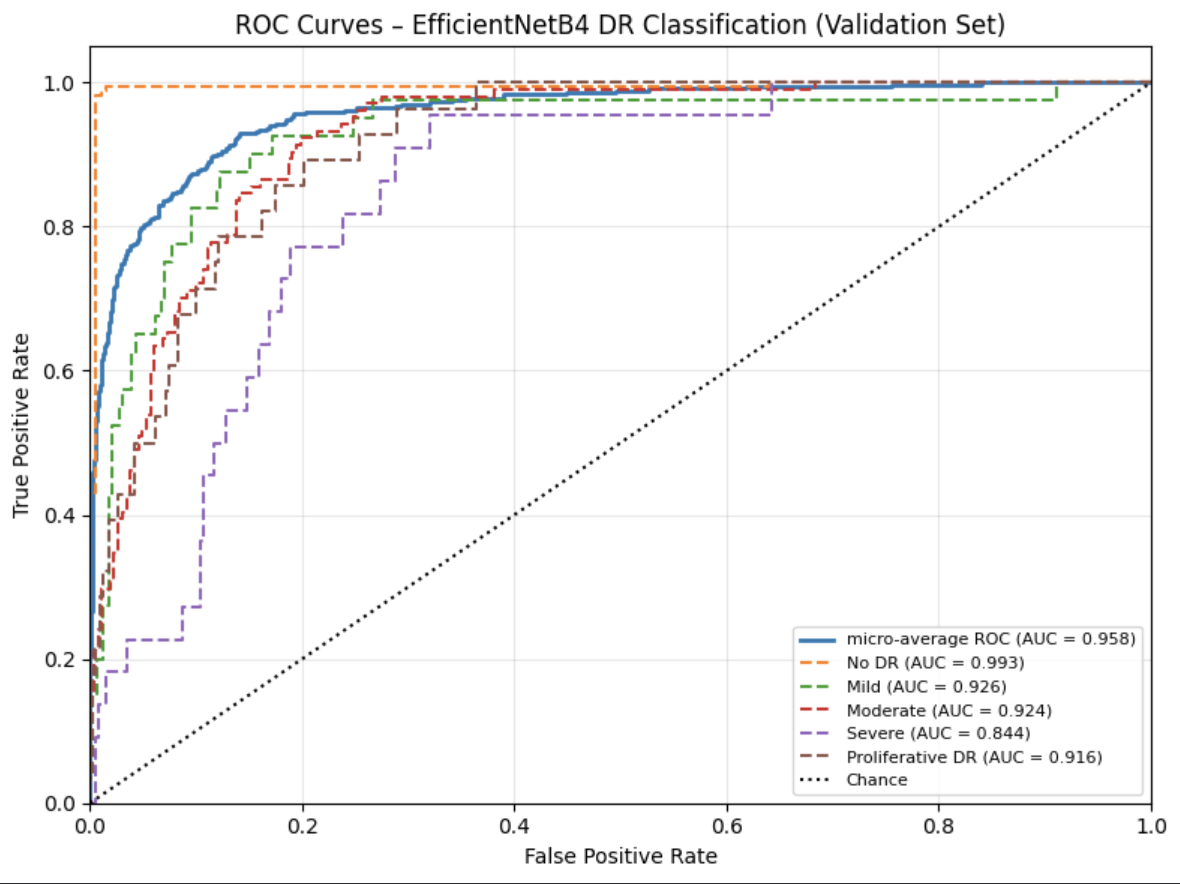 ROC Curves – EfficientNetB4 DR Classification (Validation Set)
True Positive Rate
1.0
0.8
0.6
0.4
0.2
0.0
0.0 0.2 0.4 0.6 0.8 1.0
False Positive Rate
micro-average ROC (AUC = 0.958)
No DR (AUC = 0.993)
Mild (AUC = 0.926)
Moderate (AUC = 0.924)
Severe (AUC = 0.844)
Proliferative DR (AUC = 0.916)
Chance